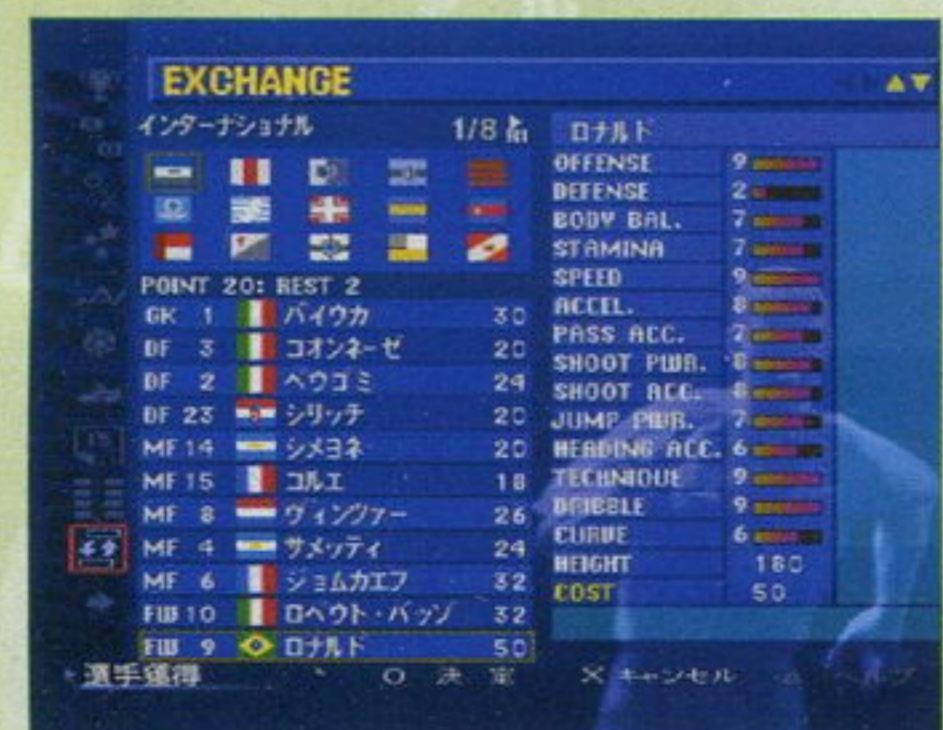 EXCHANGE
インターナショナル 1/8
POINT 20: REST 2
GK 1 バイウカ 30
DF 3 コオンネーゼ 20
DF 2 ヘウゴミ 24
DF 23 シリッチ 20
MF 14 シメヨネ 20
MF 15 コルエ 18
MF 8 ヴィンツァー 26
MF 4 サメッティ 24
MF 6 ジョムカエフ 32
FW 10 ロヘウト・バッゾ 32
FW 9 ロナルド 50
ロナルド
OFFENSE 9
DEFENSE 2
BODY BAL. 7
STAMINA 7
SPEED 9
ACCEL. 8
PASS ACC. 7
SHOOT PWR. 8
SHOOT ACC. 8
JUMP PWR. 7
HEADING ACC. 6
TECHNIQUE 9
DRIBBLE 9
CURVE 6
HEIGHT 180
COST 50
選手獲得 ○ 決定 × キャンセル △ ヘルプ